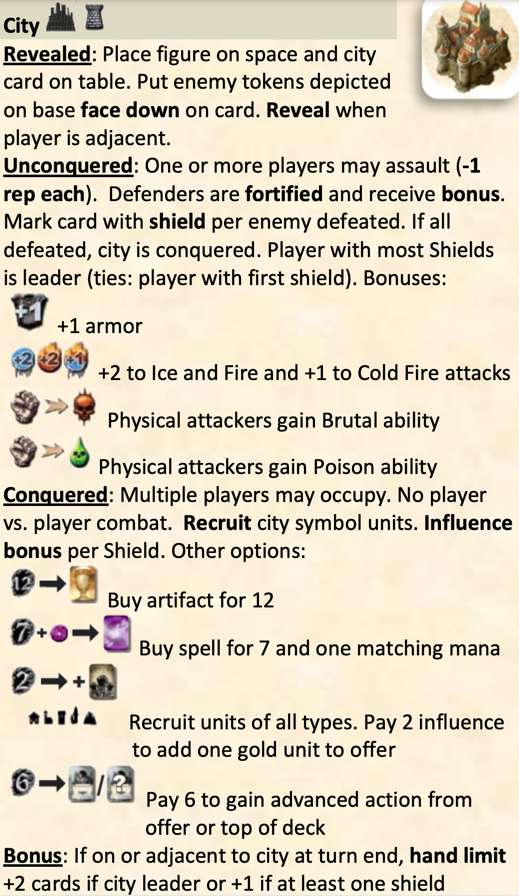 City
Revealed: Place figure on space and city
card on table. Put enemy tokens depicted
on base face down on card. Reveal when
player is adjacent.
Unconquered: One or more players may assault (-1
rep each). Defenders are fortified and receive bonus.
Mark card with shield per enemy defeated. If all
defeated, city is conquered. Player with most Shields
is leader (ties: player with first shield). Bonuses:
+1 +1 armor
+2 +2 +1 +2 to Ice and Fire and +1 to Cold Fire attacks
Physical attackers gain Brutal ability
Physical attackers gain Poison ability
Conquered: Multiple players may occupy. No player
vs. player combat. Recruit city symbol units. Influence
bonus per Shield. Other options:
12 Buy artifact for 12
7 + Buy spell for 7 and one matching mana
2 +
Recruit units of all types. Pay 2 influence
to add one gold unit to offer
6 / ? Pay 6 to gain advanced action from
offer or top of deck
Bonus: If on or adjacent to city at turn end, hand limit
+2 cards if city leader or +1 if at least one shield